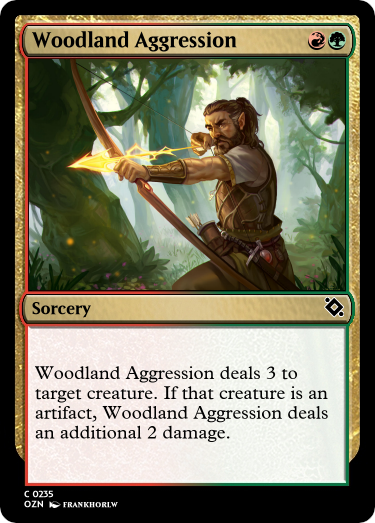 Woodland Aggression
Sorcery
Woodland Aggression deals 3 to
target creature. If that creature is an
artifact, Woodland Aggression deals
an additional 2 damage.
C 0235
OZN FRANKHORLW